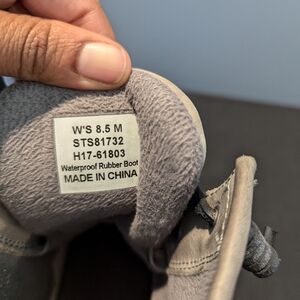 W'S 8.5 M
STS81732
H17-61803
Waterproof Rubber Boot
MADE IN CHINA